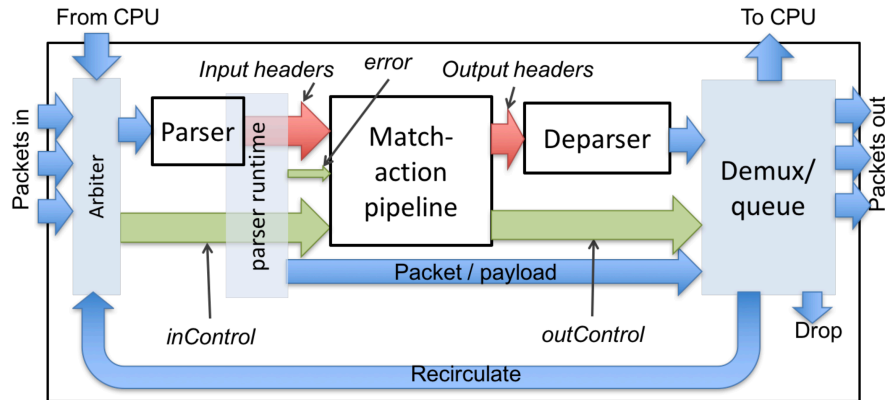 From CPU
To CPU
Input headers
error
Output headers
Packets in
Arbiter
Parser
parser runtime
Match-
action
pipeline
Deparser
Demux/
queue
Packets out
Packet / payload
inControl
outControl
Drop
Recirculate